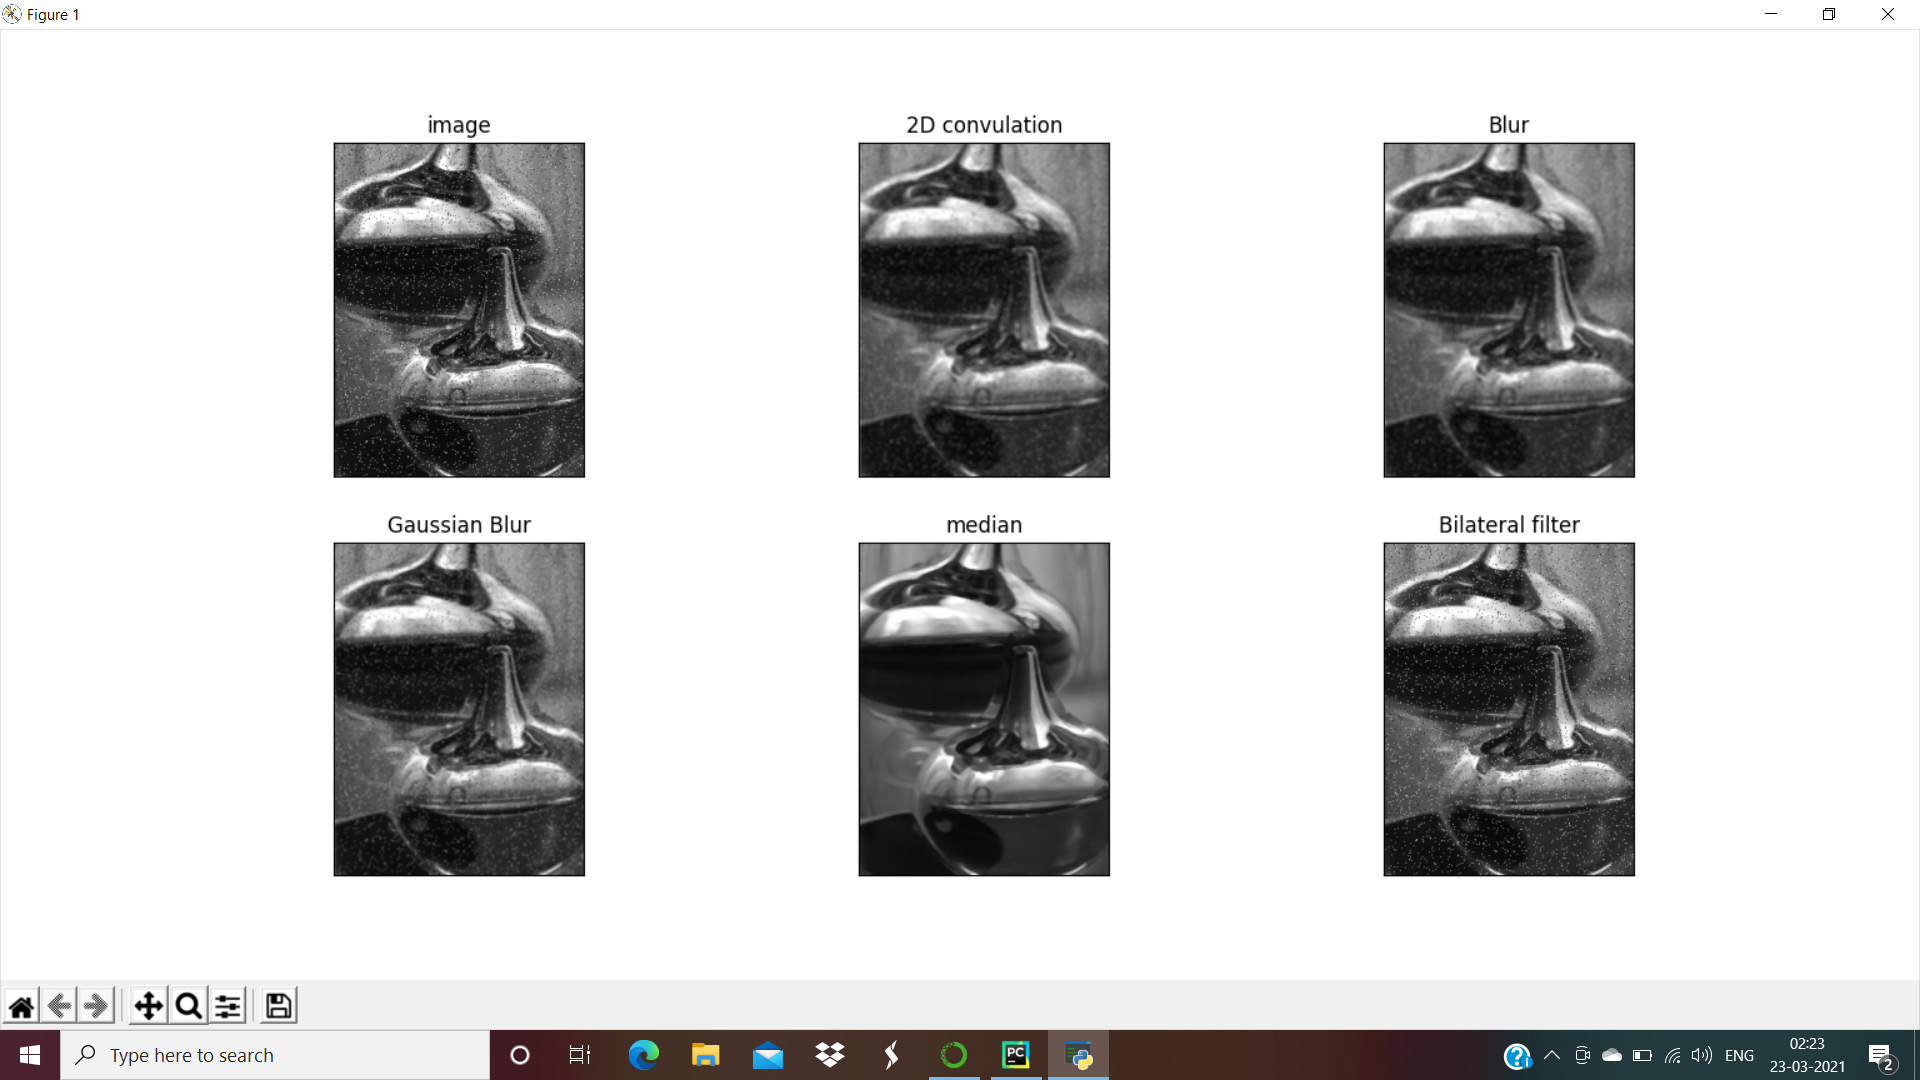 Figure 1
image
2D convulation
Blur
Gaussian Blur
median
Bilateral filter
Type here to search
PC
ENG
02:23
23-03-2021
2